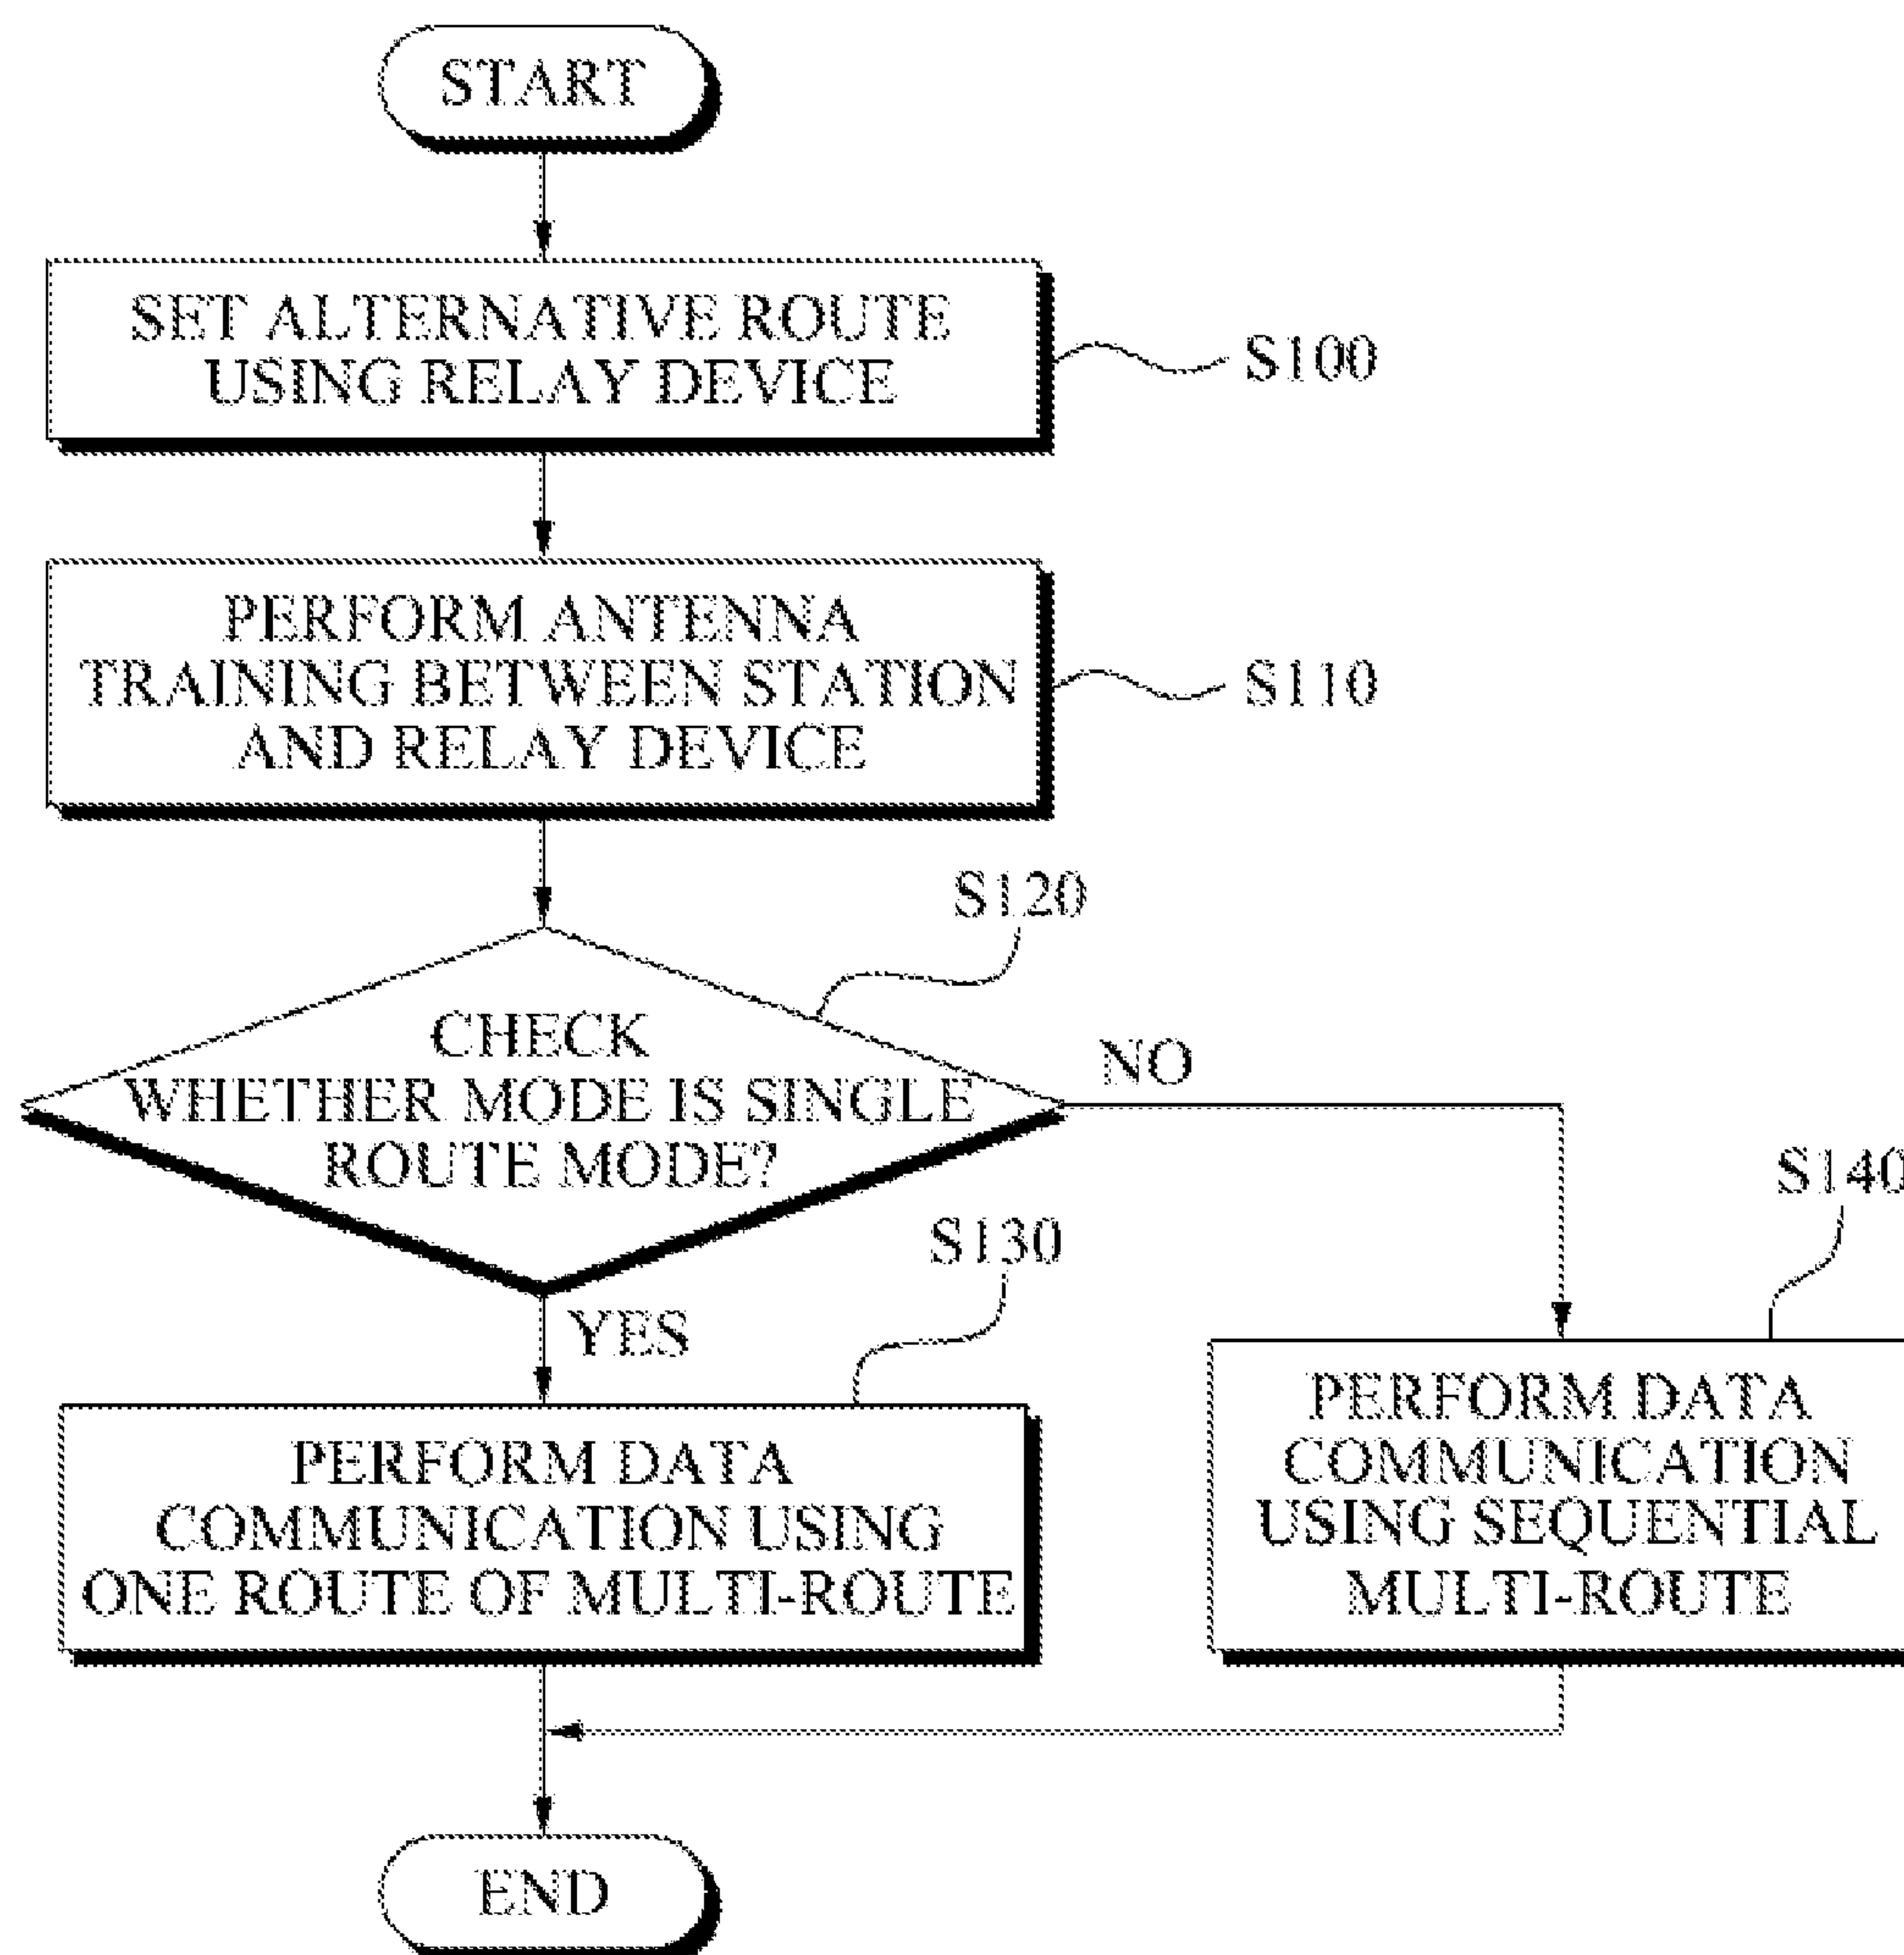 START
SET ALTERNATIVE ROUTE
USING RELAY DEVICE
S100
PERFORM ANTENNA
TRAINING BETWEEN STATION
AND RELAY DEVICE
S110
S120
CHECK
WHETHER MODE IS SINGLE
ROUTE MODE?
NO
YES
S130
S140
PERFORM DATA
COMMUNICATION USING
ONE ROUTE OF MULTI-ROUTE
PERFORM DATA
COMMUNICATION
USING SEQUENTIAL
MULTI-ROUTE
END